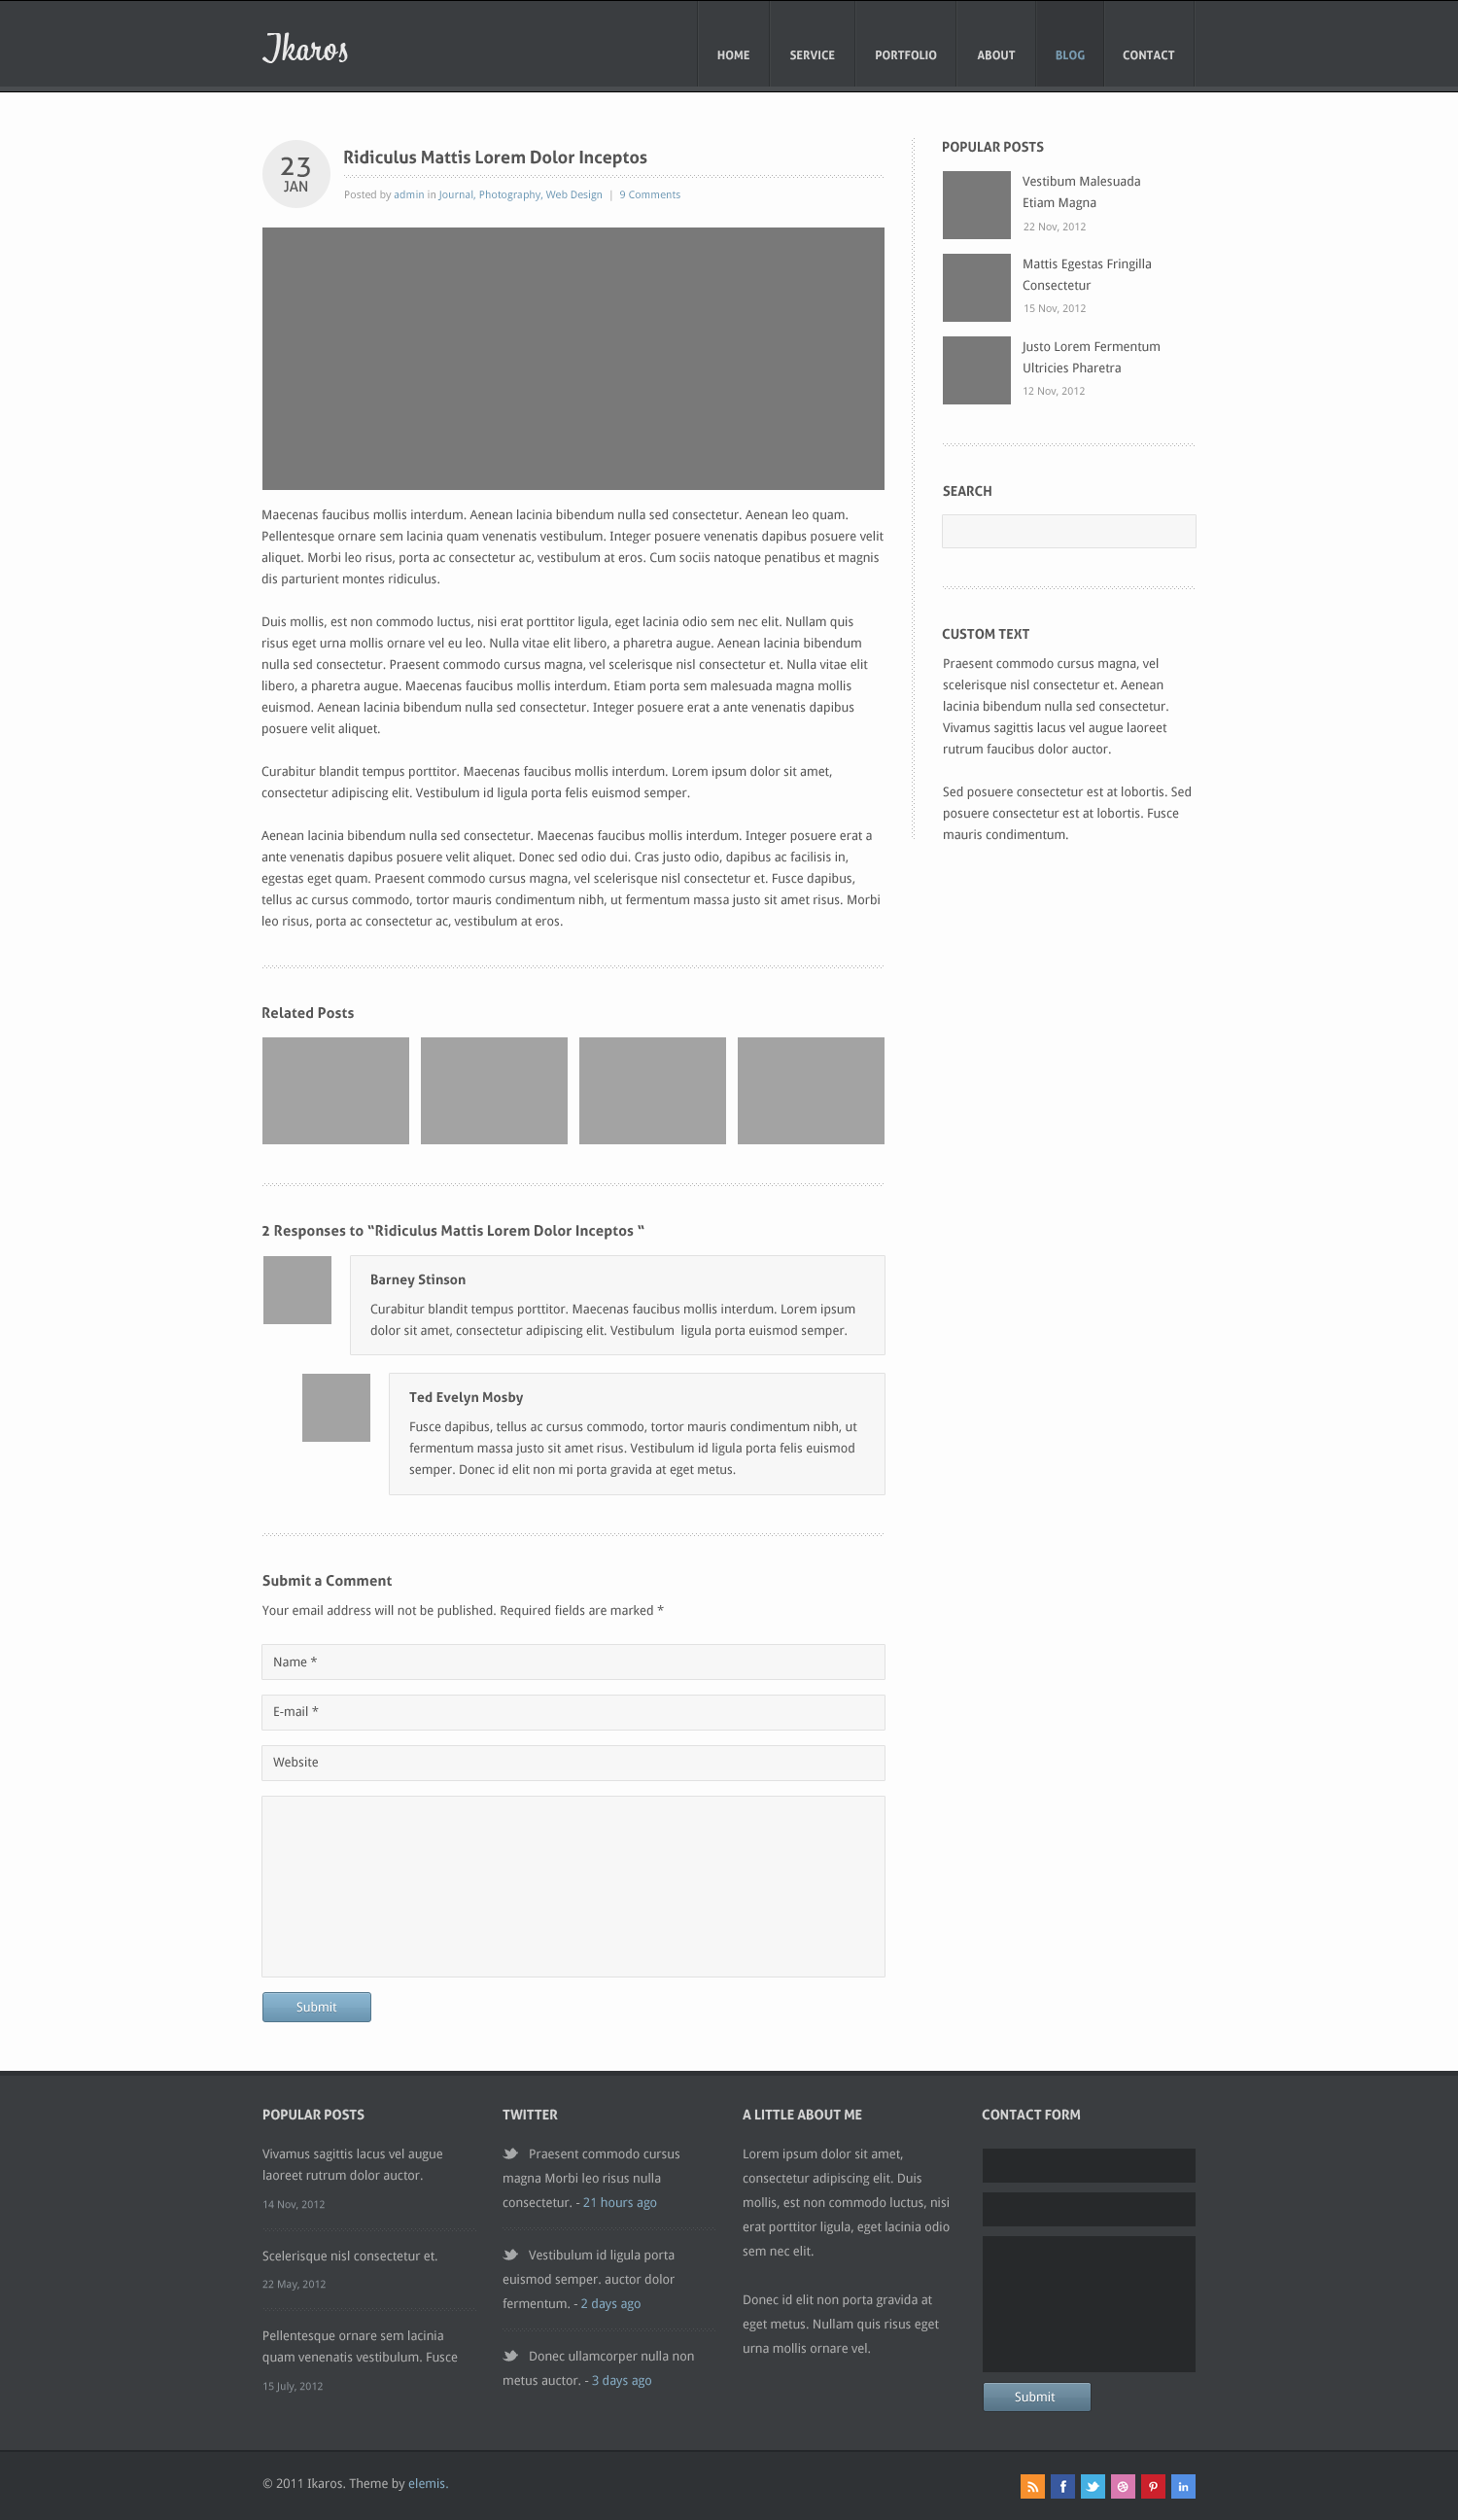 Ikaros
HOME
SERVICE
PORTFOLIO
ABOUT
BLOG
CONTACT
23
JAN
Ridiculus Mattis Lorem Dolor Inceptos
Posted by admin in Journal, Photography, Web Design | 9 Comments
Maecenas faucibus mollis interdum. Aenean lacinia bibendum nulla sed consectetur. Aenean leo quam.
Pellentesque ornare sem lacinia quam venenatis vestibulum. Integer posuere venenatis dapibus posuere velit
aliquet. Morbi leo risus, porta ac consectetur ac, vestibulum at eros. Cum sociis natoque penatibus et magnis
dis parturient montes ridiculus.
Duis mollis, est non commodo luctus, nisi erat porttitor ligula, eget lacinia odio sem nec elit. Nullam quis
risus eget urna mollis ornare vel eu leo. Nulla vitae elit libero, a pharetra augue. Aenean lacinia bibendum
nulla sed consectetur. Praesent commodo cursus magna, vel scelerisque nisl consectetur et. Nulla vitae elit
libero, a pharetra augue. Maecenas faucibus mollis interdum. Etiam porta sem malesuada magna mollis
euismod. Aenean lacinia bibendum nulla sed consectetur. Integer posuere erat a ante venenatis dapibus
posuere velit aliquet.
Curabitur blandit tempus porttitor. Maecenas faucibus mollis interdum. Lorem ipsum dolor sit amet,
consectetur adipiscing elit. Vestibulum id ligula porta felis euismod semper.
Aenean lacinia bibendum nulla sed consectetur. Maecenas faucibus mollis interdum. Integer posuere erat a
ante venenatis dapibus posuere velit aliquet. Donec sed odio dui. Cras justo odio, dapibus ac facilisis in,
egestas eget quam. Praesent commodo cursus magna, vel scelerisque nisl consectetur et. Fusce dapibus,
tellus ac cursus commodo, tortor mauris condimentum nibh, ut fermentum massa justo sit amet risus. Morbi
leo risus, porta ac consectetur ac, vestibulum at eros.
Related Posts
2 Responses to “Ridiculus Mattis Lorem Dolor Inceptos “
Barney Stinson
Curabitur blandit tempus porttitor. Maecenas faucibus mollis interdum. Lorem ipsum
dolor sit amet, consectetur adipiscing elit. Vestibulum ligula porta euismod semper.
Ted Evelyn Mosby
Fusce dapibus, tellus ac cursus commodo, tortor mauris condimentum nibh, ut
fermentum massa justo sit amet risus. Vestibulum id ligula porta felis euismod
semper. Donec id elit non mi porta gravida at eget metus.
Submit a Comment
Your email address will not be published. Required fields are marked *
Name *
E-mail *
Website
Submit
POPULAR POSTS
Vestibum Malesuada
Etiam Magna
22 Nov, 2012
Mattis Egestas Fringilla
Consectetur
15 Nov, 2012
Justo Lorem Fermentum
Ultricies Pharetra
12 Nov, 2012
SEARCH
CUSTOM TEXT
Praesent commodo cursus magna, vel
scelerisque nisl consectetur et. Aenean
lacinia bibendum nulla sed consectetur.
Vivamus sagittis lacus vel augue laoreet
rutrum faucibus dolor auctor.
Sed posuere consectetur est at lobortis. Sed
posuere consectetur est at lobortis. Fusce
mauris condimentum.
POPULAR POSTS
Vivamus sagittis lacus vel augue
laoreet rutrum dolor auctor.
14 Nov, 2012
Scelerisque nisl consectetur et.
22 May, 2012
Pellentesque ornare sem lacinia
quam venenatis vestibulum. Fusce
15 July, 2012
TWITTER
Praesent commodo cursus
magna Morbi leo risus nulla
consectetur. - 21 hours ago
Vestibulum id ligula porta
euismod semper. auctor dolor
fermentum. - 2 days ago
Donec ullamcorper nulla non
metus auctor. - 3 days ago
A LITTLE ABOUT ME
Lorem ipsum dolor sit amet,
consectetur adipiscing elit. Duis
mollis, est non commodo luctus, nisi
erat porttitor ligula, eget lacinia odio
sem nec elit.
Donec id elit non porta gravida at
eget metus. Nullam quis risus eget
urna mollis ornare vel.
CONTACT FORM
Submit
© 2011 Ikaros. Theme by elemis.